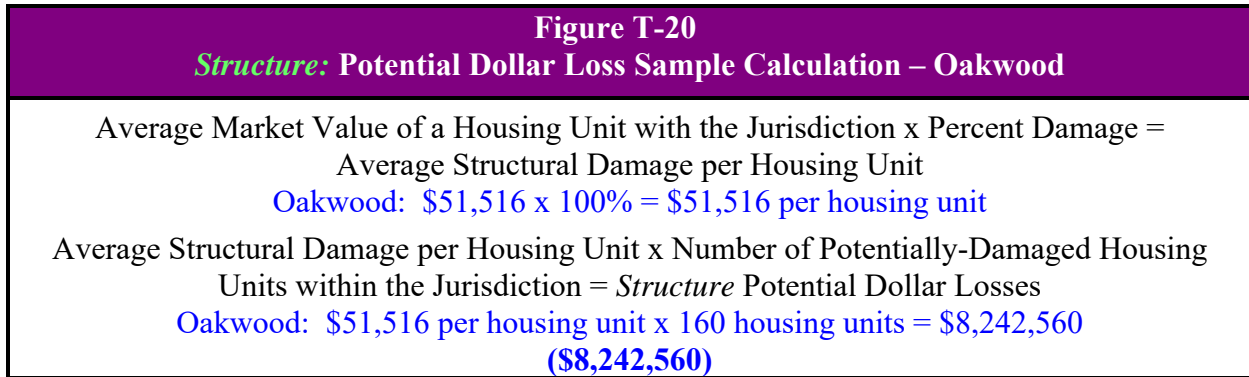 Figure T-20
Structure: Potential Dollar Loss Sample Calculation – Oakwood
Average Market Value of a Housing Unit with the Jurisdiction x Percent Damage =
Average Structural Damage per Housing Unit
Oakwood: $51,516 x 100% = $51,516 per housing unit
Average Structural Damage per Housing Unit x Number of Potentially-Damaged Housing
Units within the Jurisdiction = Structure Potential Dollar Losses
Oakwood: $51,516 per housing unit x 160 housing units = $8,242,560
($8,242,560)